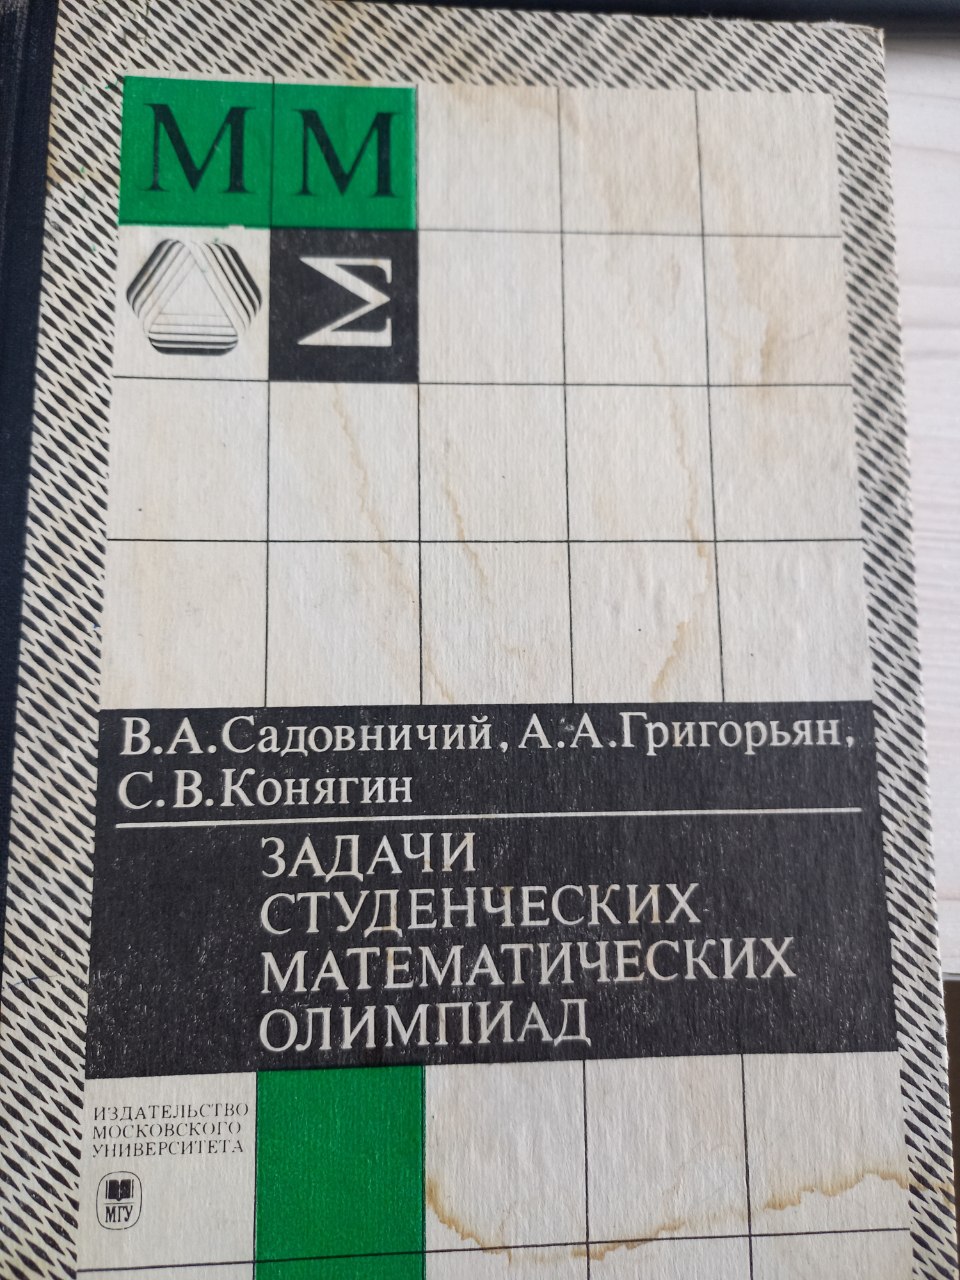 М М
М
В.А.Садовничий, А.А.Григорьян,
С.В.Конягин
ЗАДАЧИ
СТУДЕНЧЕСКИХ
МАТЕМАТИЧЕСКИХ
ОЛИМПИАД
ИЗДАТЕЛЬСТВО
МОСКОВСКОГО
УНИВЕРСИТЕТА
МГУ